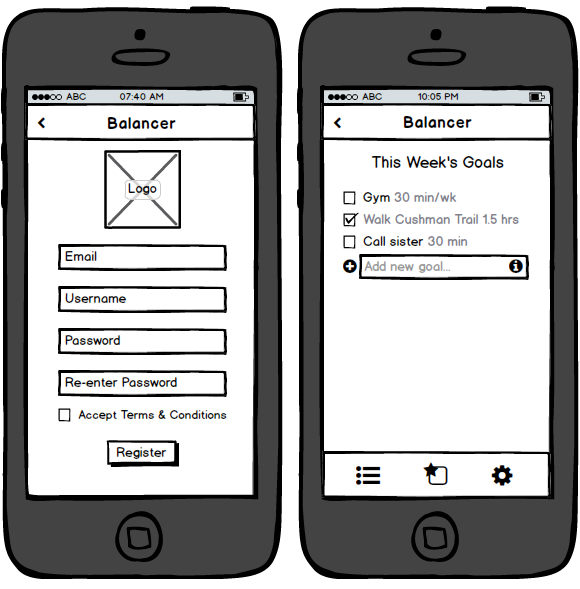 ABC 07:40 AM
Balancer
Logo
Email
Username
Password
Re-enter Password
Accept Terms & Conditions
Register
ABC 10:05 PM
Balancer
This Week's Goals
Gym 30 min/wk
Walk Cushman Trail 1.5 hrs
Call sister 30 min
Add new goal...